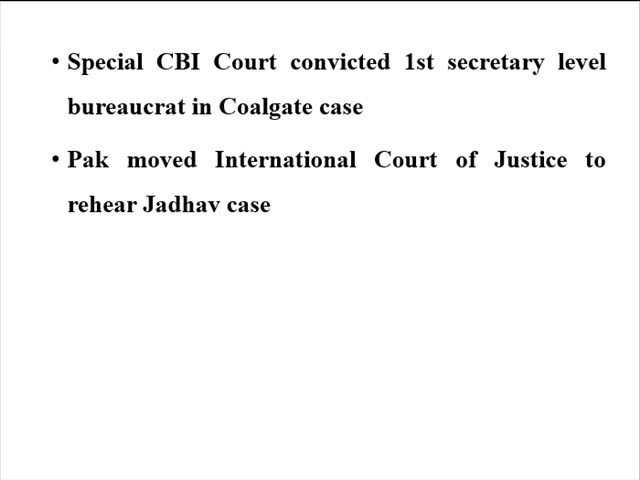 • Special CBI Court convicted 1st secretary level
bureaucrat in Coalgate case
• Pak moved International Court of Justice to
rehear Jadhav case